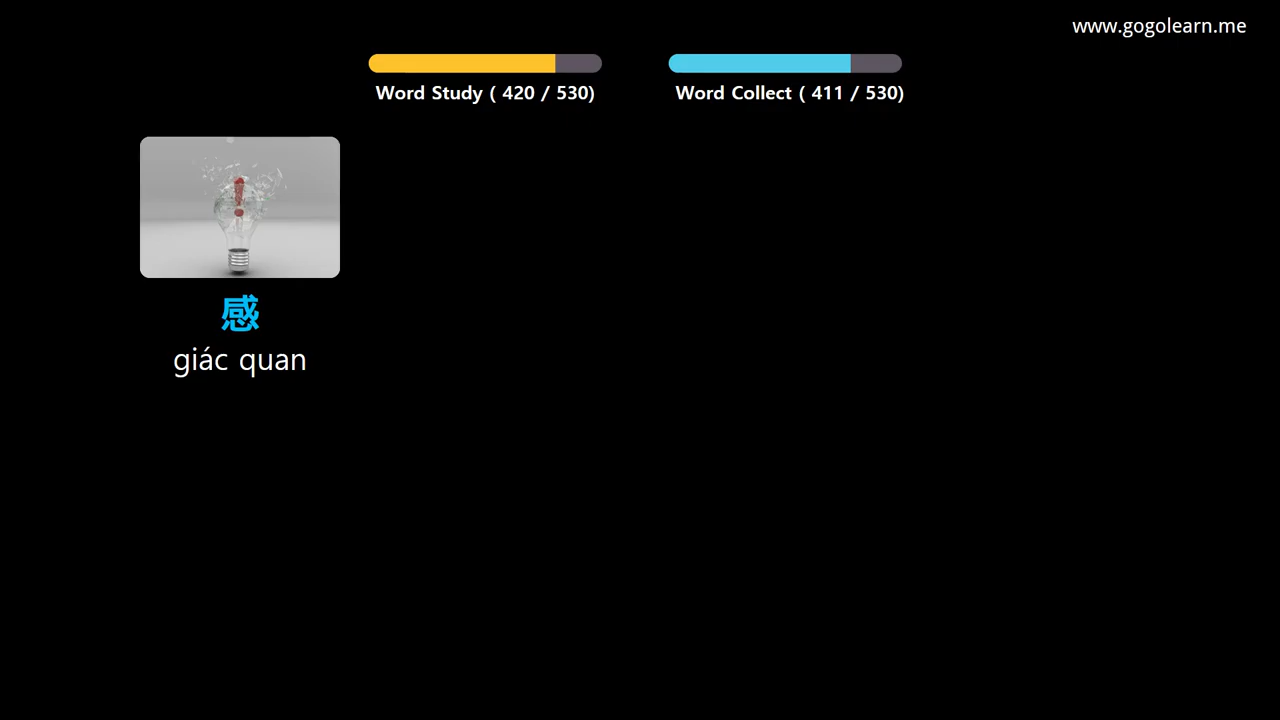 www.gogolearn.me
Word Study ( 420 / 530)
Word Collect ( 411 / 530)
感
giác quan